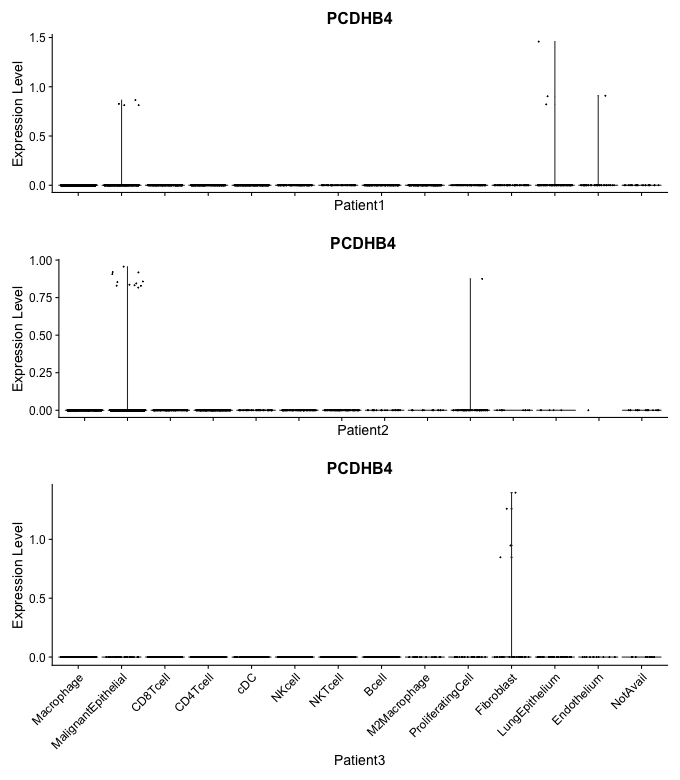 PCDHB4
Expression Level
1.5
1.0
0.5
0.0
Patient1
PCDHB4
Expression Level
1.00
0.75
0.50
0.25
0.00
Patient2
PCDHB4
Expression Level
1.0
0.5
0.0
Macrophage
MalignantEpithelial
CD8Tcell
CD4Tcell
cDC
NKcell
NKTcell
Bcell
M2Macrophage
ProliferatingCell
Fibroblast
LungEpithelium
Endothelium
NotAvail
Patient3